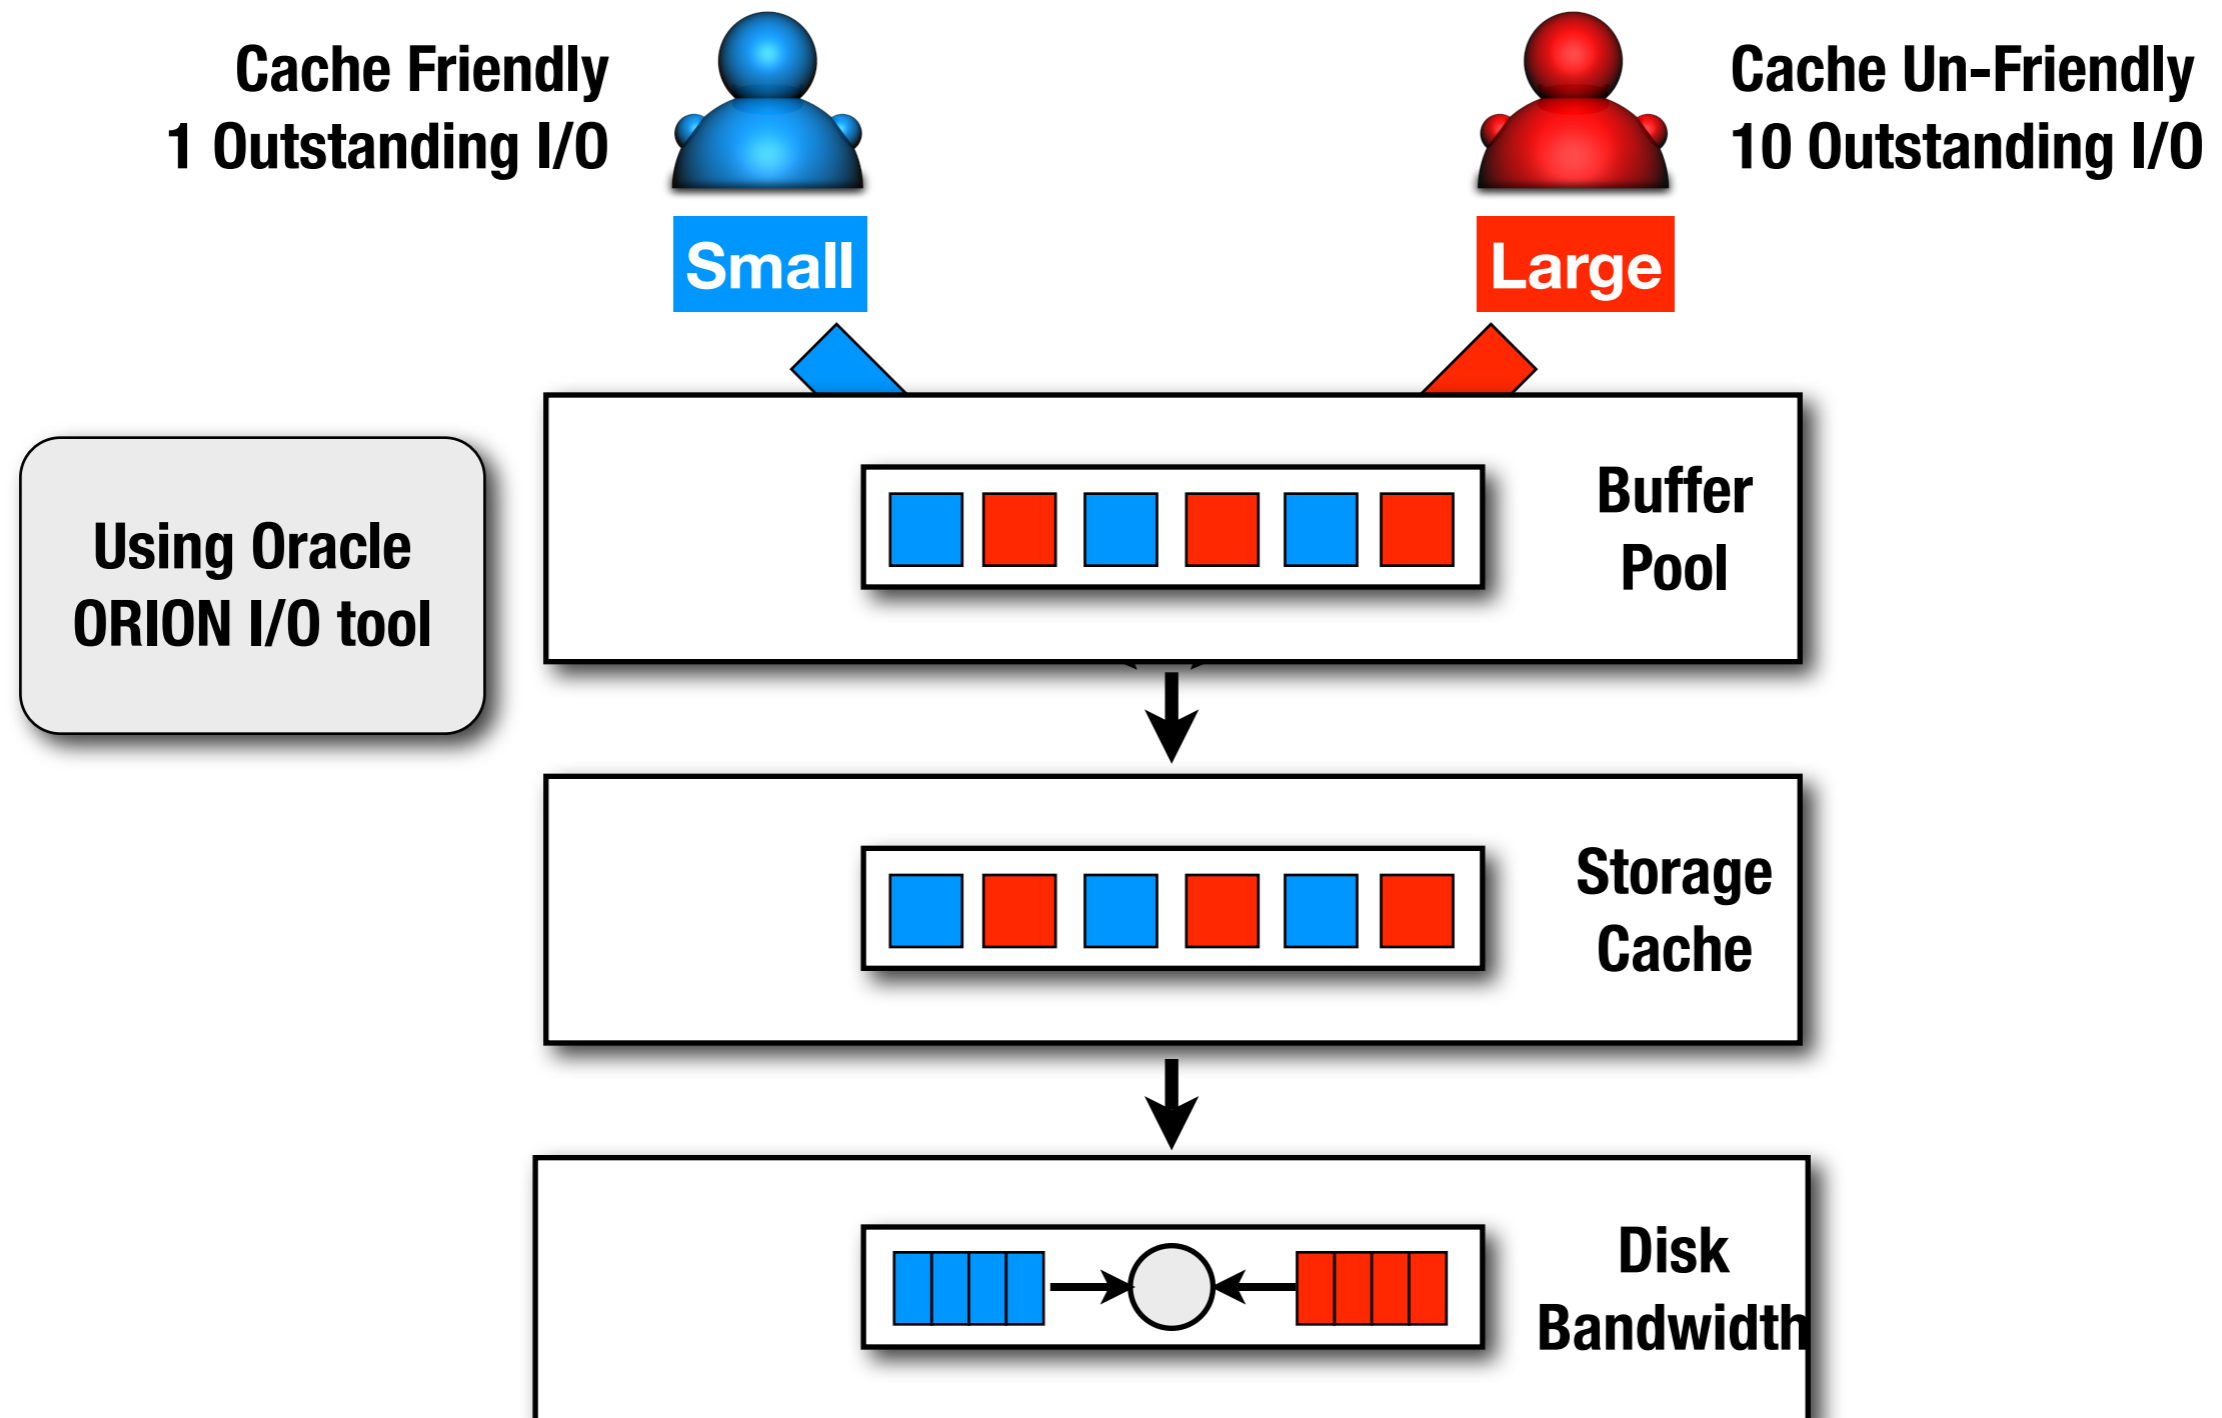 Cache Friendly
1 Outstanding I/O
Cache Un-Friendly
10 Outstanding I/O
Small
Large
Using Oracle
ORION I/O tool
Buffer
Pool
Storage
Cache
Disk
Bandwidth